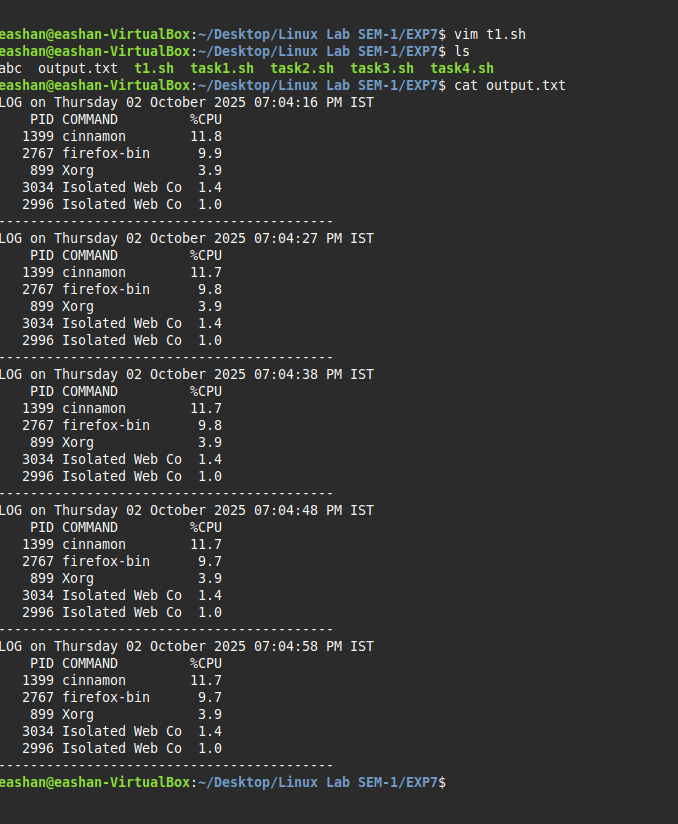 eashan@eashan-VirtualBox:~/Desktop/Linux Lab SEM-1/EXP7$ vim t1.sh
eashan@eashan-VirtualBox:~/Desktop/Linux Lab SEM-1/EXP7$ ls
abc  output.txt  t1.sh  task1.sh  task2.sh  task3.sh  task4.sh
eashan@eashan-VirtualBox:~/Desktop/Linux Lab SEM-1/EXP7$ cat output.txt
LOG on Thursday 02 October 2025 07:04:16 PM IST
    PID COMMAND         %CPU
   1399 cinnamon        11.8
   2767 firefox-bin      9.9
    899 Xorg             3.9
   3034 Isolated Web Co  1.4
   2996 Isolated Web Co  1.0
------------------------------------------
LOG on Thursday 02 October 2025 07:04:27 PM IST
    PID COMMAND         %CPU
   1399 cinnamon        11.7
   2767 firefox-bin      9.8
    899 Xorg             3.9
   3034 Isolated Web Co  1.4
   2996 Isolated Web Co  1.0
------------------------------------------
LOG on Thursday 02 October 2025 07:04:38 PM IST
    PID COMMAND         %CPU
   1399 cinnamon        11.7
   2767 firefox-bin      9.8
    899 Xorg             3.9
   3034 Isolated Web Co  1.4
   2996 Isolated Web Co  1.0
------------------------------------------
LOG on Thursday 02 October 2025 07:04:48 PM IST
    PID COMMAND         %CPU
   1399 cinnamon        11.7
   2767 firefox-bin      9.7
    899 Xorg             3.9
   3034 Isolated Web Co  1.4
   2996 Isolated Web Co  1.0
------------------------------------------
LOG on Thursday 02 October 2025 07:04:58 PM IST
    PID COMMAND         %CPU
   1399 cinnamon        11.7
   2767 firefox-bin      9.7
    899 Xorg             3.9
   3034 Isolated Web Co  1.4
   2996 Isolated Web Co  1.0
------------------------------------------
eashan@eashan-VirtualBox:~/Desktop/Linux Lab SEM-1/EXP7$